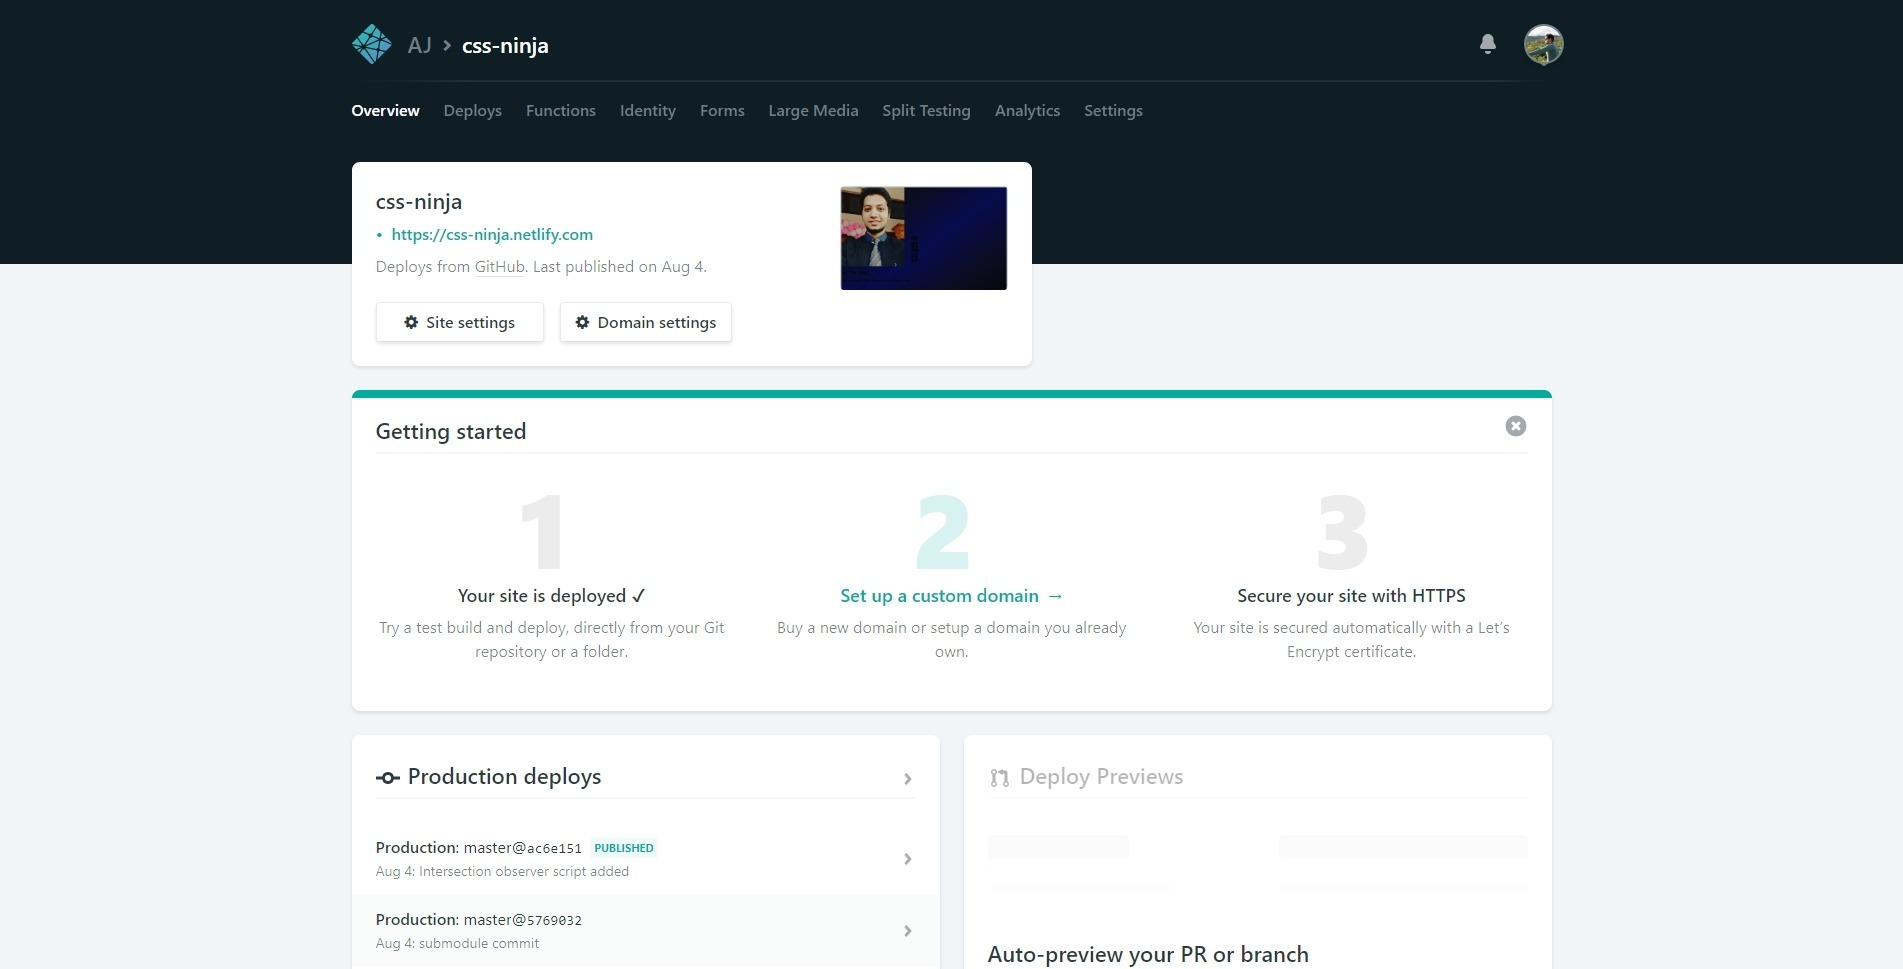 AJ > css-ninja
Overview Deploys Functions Identity Forms Large Media Split Testing Analytics Settings
css-ninja
• https://css-ninja.netlify.com
Deploys from GitHub. Last published on Aug 4.
Site settings Domain settings
Getting started
1
Your site is deployed ✓
Try a test build and deploy, directly from your Git
repository or a folder.
2
Set up a custom domain →
Buy a new domain or setup a domain you already
own.
3
Secure your site with HTTPS
Your site is secured automatically with a Let’s
Encrypt certificate.
Production deploys
Production: master@ac6e151 PUBLISHED
Aug 4: Intersection observer script added
Production: master@5769032
Aug 4: submodule commit
Deploy Previews
Auto-preview your PR or branch